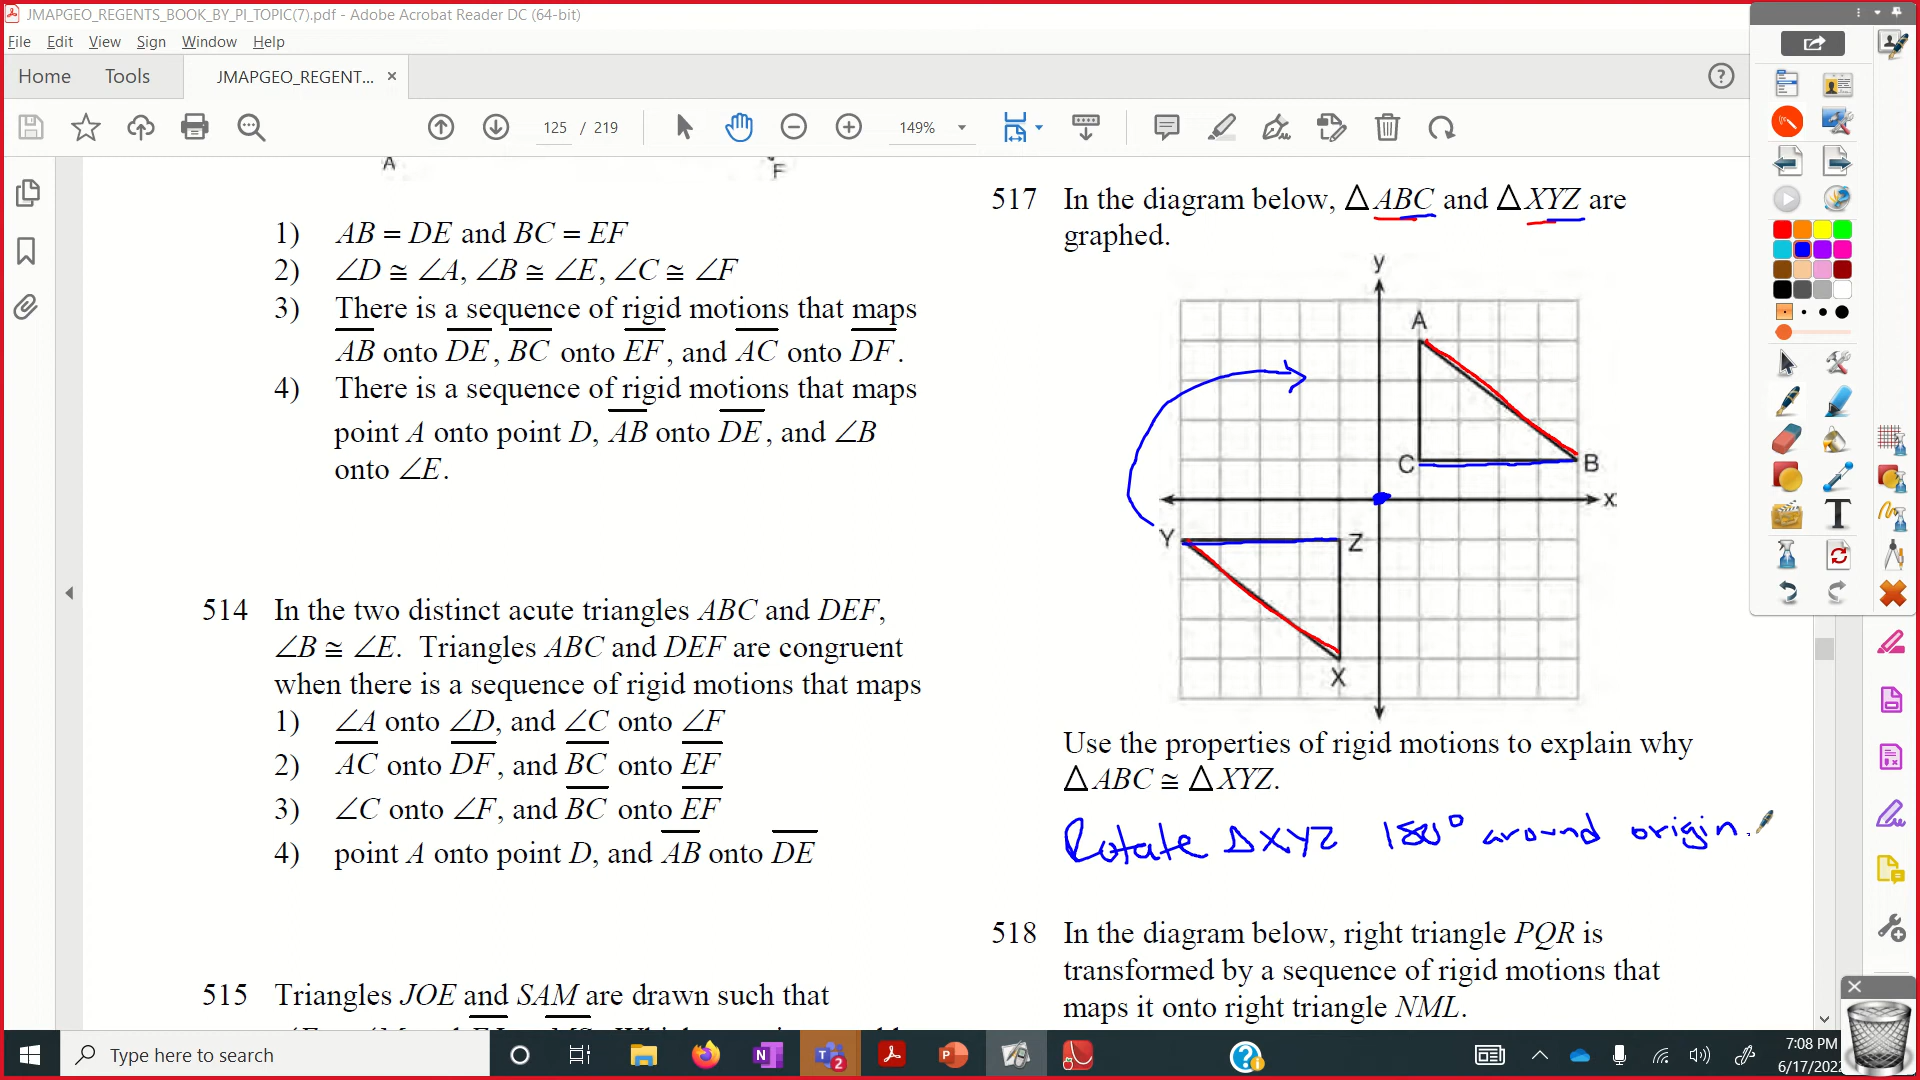 JMAPGEO_REGENTS_BOOK_BY_PI_TOPIC(7).pdf - Adobe Acrobat Reader DC (64-bit)
File Edit View Sign Window Help
Home Tools JMAPGEO_REGENT... ×
125 / 219 149%
A F
1) AB = DE and BC = EF
2) ∠D ≅ ∠A, ∠B ≅ ∠E, ∠C ≅ ∠F
3) There is a sequence of rigid motions that maps
AB onto DE, BC onto EF, and AC onto DF.
4) There is a sequence of rigid motions that maps
point A onto point D, AB onto DE, and ∠B
onto ∠E.
514 In the two distinct acute triangles ABC and DEF,
∠B ≅ ∠E. Triangles ABC and DEF are congruent
when there is a sequence of rigid motions that maps
1) ∠A onto ∠D, and ∠C onto ∠F
2) AC onto DF, and BC onto EF
3) ∠C onto ∠F, and BC onto EF
4) point A onto point D, and AB onto DE
515 Triangles JOE and SAM are drawn such that
517 In the diagram below, △ABC and △XYZ are
graphed.
y
A
C B
x
Y Z
X
Use the properties of rigid motions to explain why
△ABC ≅ △XYZ.
Rotate △XYZ 180° around origin.
518 In the diagram below, right triangle PQR is
transformed by a sequence of rigid motions that
maps it onto right triangle NML.
Type here to search
7:08 PM
6/17/2022